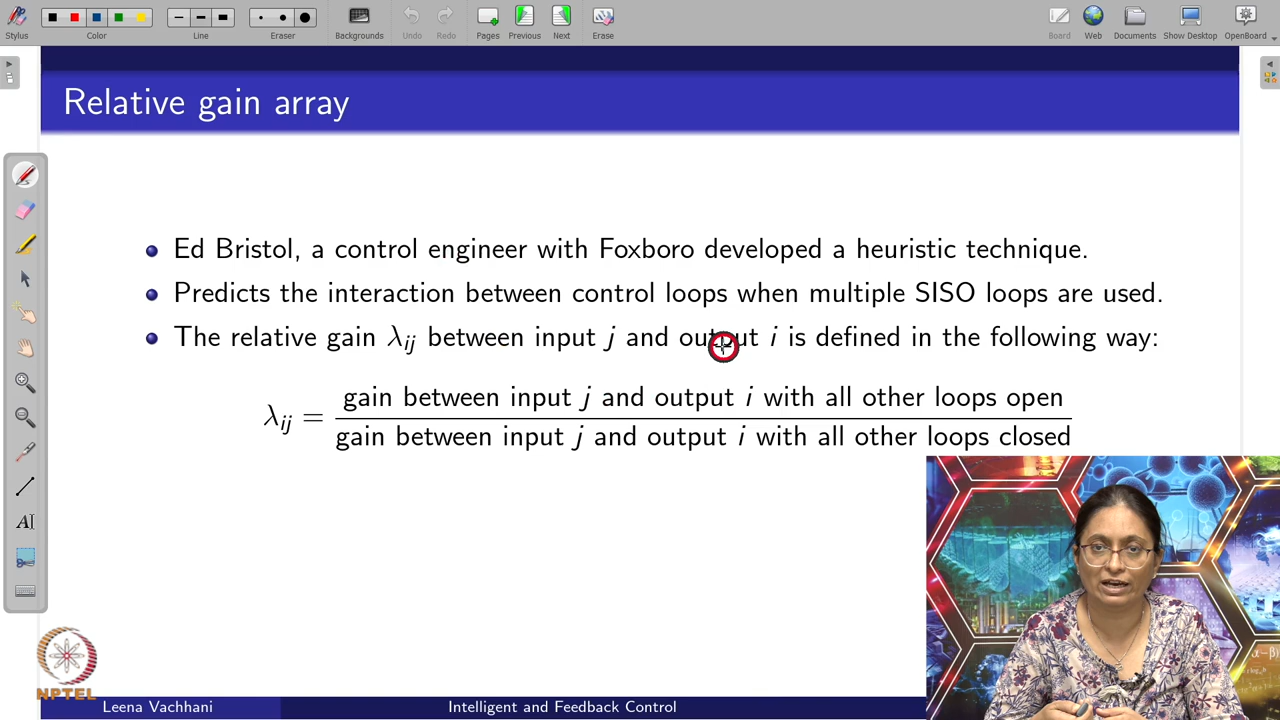 Stylus
Color
Line
Eraser
Backgrounds
Undo
Redo
Pages
Previous
Next
Erase
Board
Web
Documents
Show Desktop
OpenBoard
Relative gain array
Ed Bristol, a control engineer with Foxboro developed a heuristic technique.
Predicts the interaction between control loops when multiple SISO loops are used.
The relative gain λij between input j and output i is defined in the following way:
gain between input j and output i with all other loops open
λij =
gain between input j and output i with all other loops closed
AI
α-β)
NPTEL
Leena Vachhani
Intelligent and Feedback Control